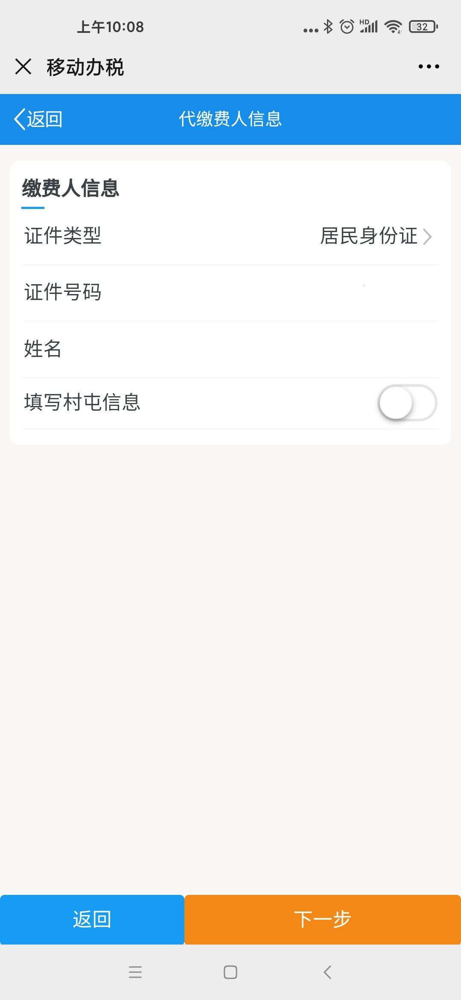 上午10:08
HD
32
移动办税
返回
代缴费人信息
缴费人信息
证件类型
居民身份证
证件号码
姓名
填写村屯信息
返回
下一步